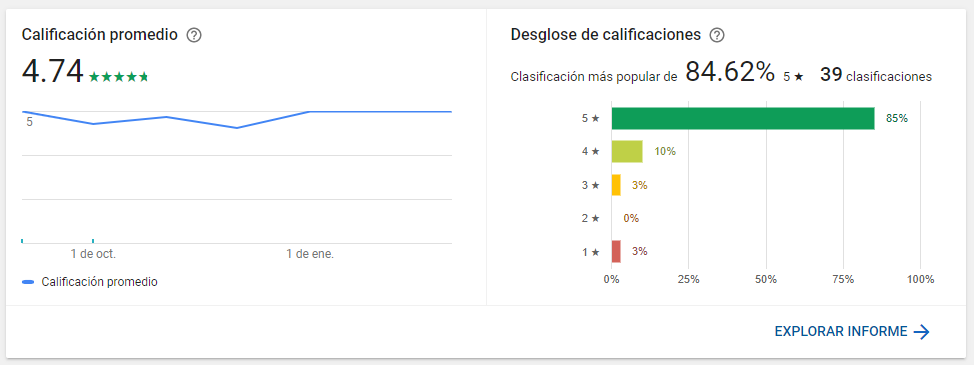 Calificación promedio
4.74 ★★★★★
5
1 de oct.
1 de ene.
Calificación promedio
Desglose de calificaciones
Clasificación más popular de 84.62% 5 ★ 39 clasificaciones
5 ★ 85%
4 ★ 10%
3 ★ 3%
2 ★ 0%
1 ★ 3%
0% 25% 50% 75% 100%
EXPLORAR INFORME